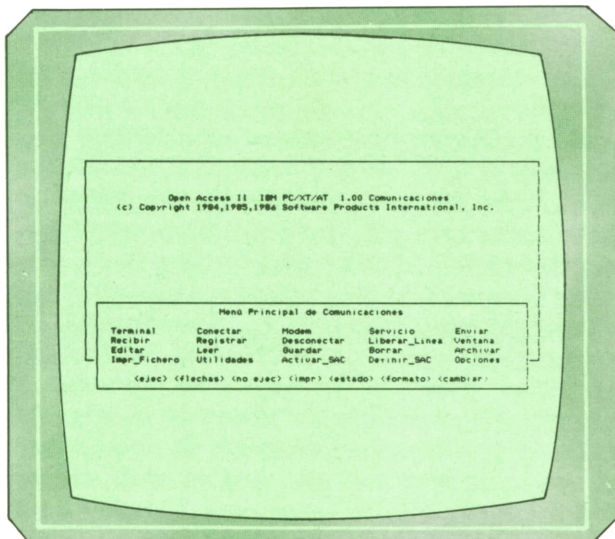 Open Access II IBM PC/XT/AT 1.00 Comunicaciones
(c) Copyright 1984,1985,1986 Software Products International, Inc.
Menú Principal de Comunicaciones
Terminal Conectar Modem Servicio Enviar
Recibir Registrar Desconectar Liberar_Linea Ventana
Editar Leer Guardar Borrar Archivar
Impr_Fichero Utilidades Activar_SAC Definir_SAC Opciones
<ejec> <flechas> <no ejec> <impr> <estado> <formato> <cambiar>